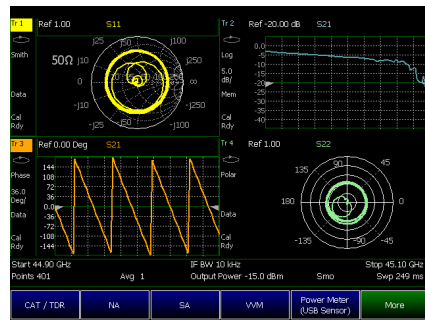 Tr 1 Ref 1.00 S11
Smith
Data
Cal
Rdy
50Ω
j25 j50 j100
j10 j250
0 ∞
-j10 -j250
-j25 -j50 -j100
Tr 2 Ref -20.00 dB S21
Log
5.0
dB/
Mem
Cal
Rdy
0.0
-5
-10
-15
-20
-25
-30
-35
-40
Tr 3 Ref 0.00 Deg S21
Phase
36.0
Deg/
Data
Cal
Rdy
144
108
72
36
0.0
-36
-72
-108
-144
Tr 4 Ref 1.00 S22
Polar
Data
Cal
Rdy
135 90 45
180 0
-135 -90 -45
Start 44.90 GHz IF BW 10 kHz Stop 45.10 GHz
Points 401 Avg 1 Output Power -15.0 dBm Smo Swp 249 ms
CAT / TDR NA SA VVM Power Meter (USB Sensor) More